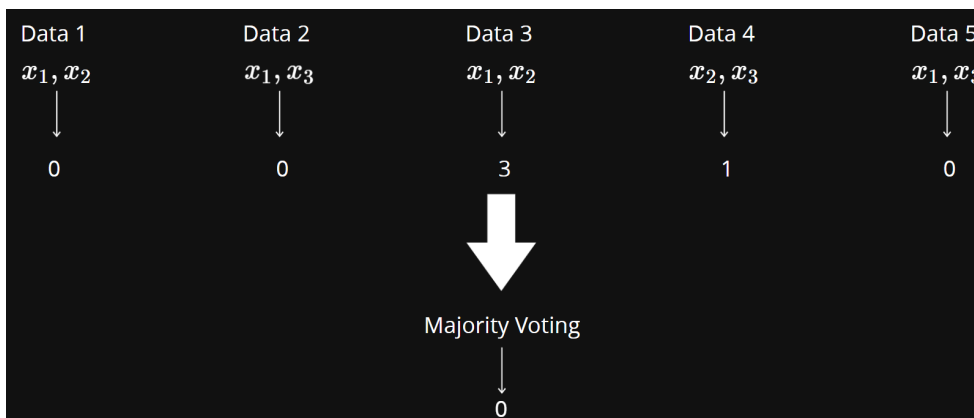 Data 1 Data 2 Data 3 Data 4 Data 5
x₁, x₂ x₁, x₃ x₁, x₂ x₂, x₃ x₁,
0 0 3 1 0
Majority Voting
0